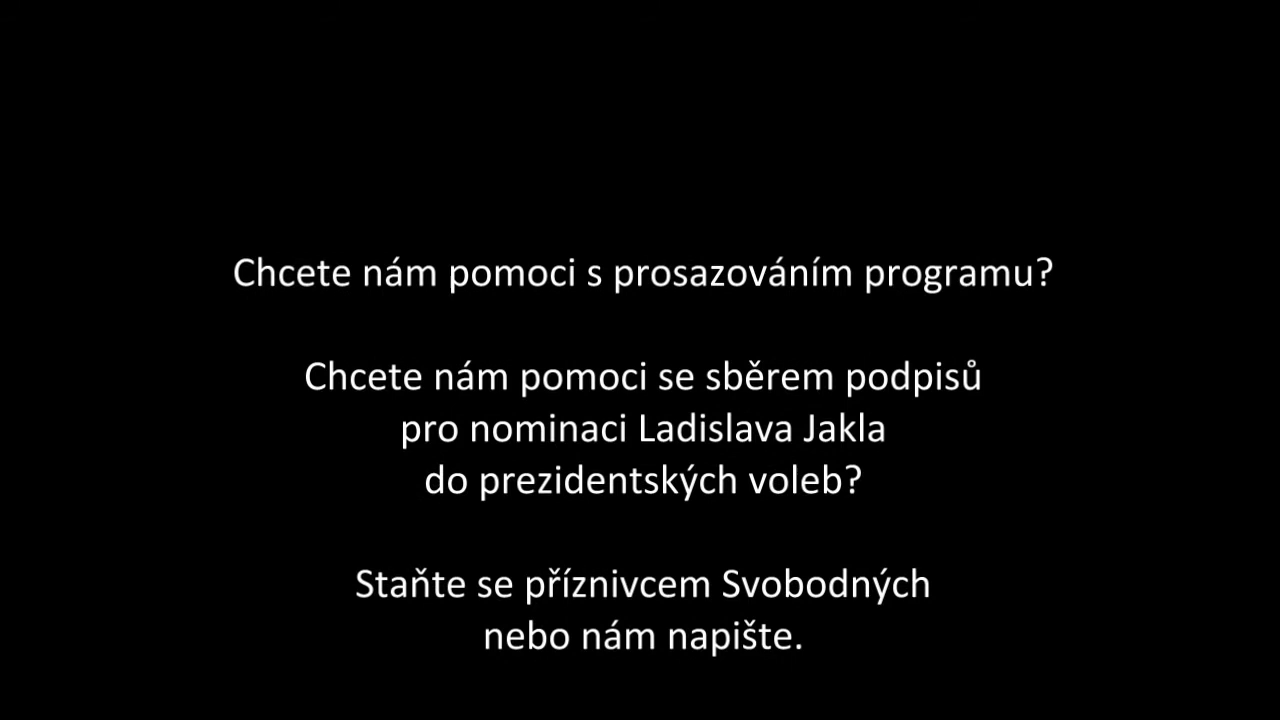 Chcete nám pomoci s prosazováním programu?
Chcete nám pomoci se sběrem podpisů
pro nominaci Ladislava Jakla
do prezidentských voleb?
Staňte se příznivcem Svobodných
nebo nám napište.